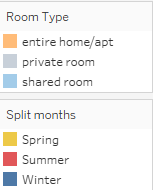 Room Type
entire home/apt
private room
shared room
Split months
Spring
Summer
Winter